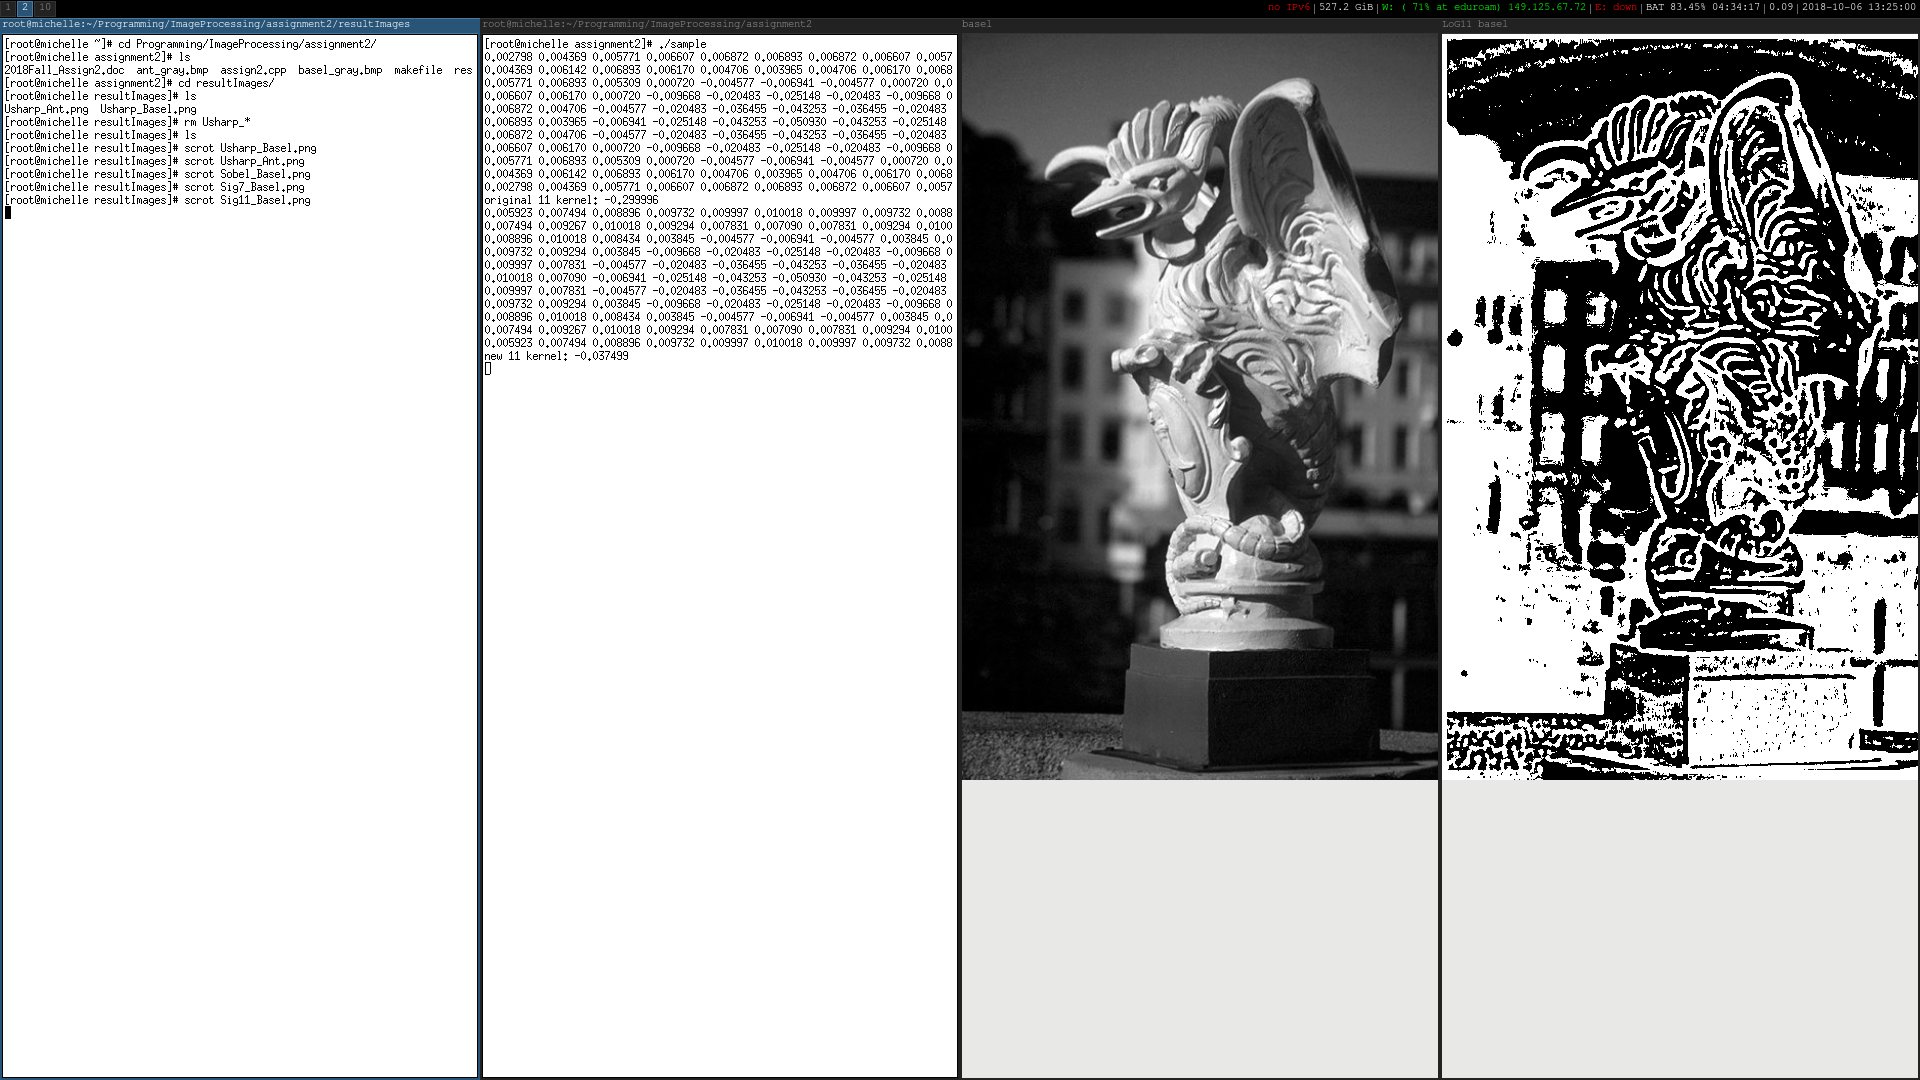 1 2 10
no IPv6|527.2 GiB|W: ( 71% at eduroam) 149.125.67.72|E: down|BAT 83.45% 04:34:17|0.09|2018-10-06 13:25:00
root@michelle:~/Programming/ImageProcessing/assignment2/resultImages
[root@michelle ~]# cd Programming/ImageProcessing/assignment2/
[root@michelle assignment2]# ls
2018Fall_Assign2.doc  ant_gray.bmp  assign2.cpp  basel_gray.bmp  makefile  res
[root@michelle assignment2]# cd resultImages/
[root@michelle resultImages]# ls
Usharp_Ant.png  Usharp_Basel.png
[root@michelle resultImages]# rm Usharp_*
[root@michelle resultImages]# ls
[root@michelle resultImages]# scrot Usharp_Basel.png
[root@michelle resultImages]# scrot Usharp_Ant.png
[root@michelle resultImages]# scrot Sobel_Basel.png
[root@michelle resultImages]# scrot Sig7_Basel.png
[root@michelle resultImages]# scrot Sig11_Basel.png
root@michelle:~/Programming/ImageProcessing/assignment2
[root@michelle assignment2]# ./sample
0.002798 0.004369 0.005771 0.006607 0.006872 0.006893 0.006872 0.006607 0.0057
0.004369 0.006142 0.006893 0.006170 0.004706 0.003965 0.004706 0.006170 0.0068
0.005771 0.006893 0.005309 0.000720 -0.004577 -0.006941 -0.004577 0.000720 0.0
0.006607 0.006170 0.000720 -0.009668 -0.020483 -0.025148 -0.020483 -0.009668 0
0.006872 0.004706 -0.004577 -0.020483 -0.036455 -0.043253 -0.036455 -0.020483
0.006893 0.003965 -0.006941 -0.025148 -0.043253 -0.050930 -0.043253 -0.025148
0.006872 0.004706 -0.004577 -0.020483 -0.036455 -0.043253 -0.036455 -0.020483
0.006607 0.006170 0.000720 -0.009668 -0.020483 -0.025148 -0.020483 -0.009668 0
0.005771 0.006893 0.005309 0.000720 -0.004577 -0.006941 -0.004577 0.000720 0.0
0.004369 0.006142 0.006893 0.006170 0.004706 0.003965 0.004706 0.006170 0.0068
0.002798 0.004369 0.005771 0.006607 0.006872 0.006893 0.006872 0.006607 0.0057
original 11 kernel: -0.299996
0.005923 0.007494 0.008896 0.009732 0.009997 0.010018 0.009997 0.009732 0.0088
0.007494 0.009267 0.010018 0.009294 0.007831 0.007090 0.007831 0.009294 0.0100
0.008896 0.010018 0.008434 0.003845 -0.004577 -0.006941 -0.004577 0.003845 0.0
0.009732 0.009294 0.003845 -0.009668 -0.020483 -0.025148 -0.020483 -0.009668 0
0.009997 0.007831 -0.004577 -0.020483 -0.036455 -0.043253 -0.036455 -0.020483
0.010018 0.007090 -0.006941 -0.025148 -0.043253 -0.050930 -0.043253 -0.025148
0.009997 0.007831 -0.004577 -0.020483 -0.036455 -0.043253 -0.036455 -0.020483
0.009732 0.009294 0.003845 -0.009668 -0.020483 -0.025148 -0.020483 -0.009668 0
0.008896 0.010018 0.008434 0.003845 -0.004577 -0.006941 -0.004577 0.003845 0.0
0.007494 0.009267 0.010018 0.009294 0.007831 0.007090 0.007831 0.009294 0.0100
0.005923 0.007494 0.008896 0.009732 0.009997 0.010018 0.009997 0.009732 0.0088
new 11 kernel: -0.037499
basel
LoG11 basel